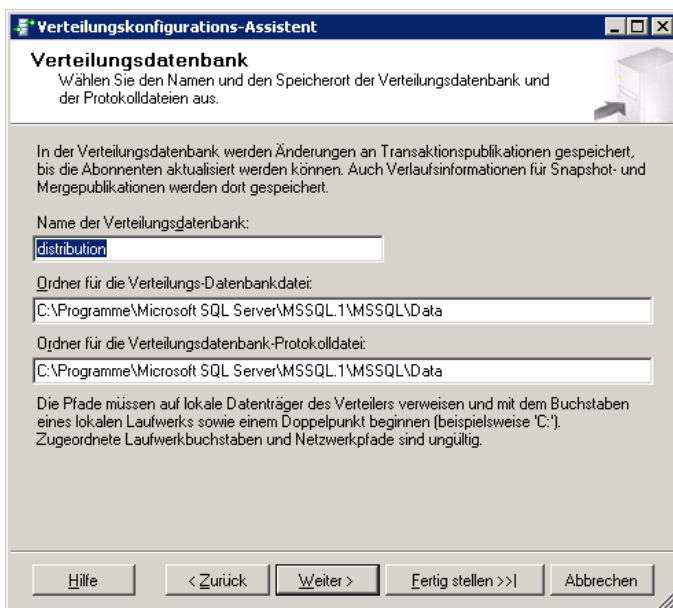 Verteilungskonfigurations-Assistent
Verteilungsdatenbank
Wählen Sie den Namen und den Speicherort der Verteilungsdatenbank und
der Protokolldateien aus.
In der Verteilungsdatenbank werden Änderungen an Transaktionspublikationen gespeichert,
bis die Abonnenten aktualisiert werden können. Auch Verlaufsinformationen für Snapshot- und
Mergepublikationen werden dort gespeichert.
Name der Verteilungsdatenbank:
distribution
Ordner für die Verteilungs-Datenbankdatei:
C:\Programme\Microsoft SQL Server\MSSQL.1\MSSQL\Data
Ordner für die Verteilungsdatenbank-Protokolldatei:
C:\Programme\Microsoft SQL Server\MSSQL.1\MSSQL\Data
Die Pfade müssen auf lokale Datenträger des Verteilers verweisen und mit dem Buchstaben
eines lokalen Laufwerks sowie einem Doppelpunkt beginnen (beispielsweise 'C:').
Zugeordnete Laufwerkbuchstaben und Netzwerkpfade sind ungültig.
Hilfe < Zurück Weiter > Fertig stellen >>| Abbrechen